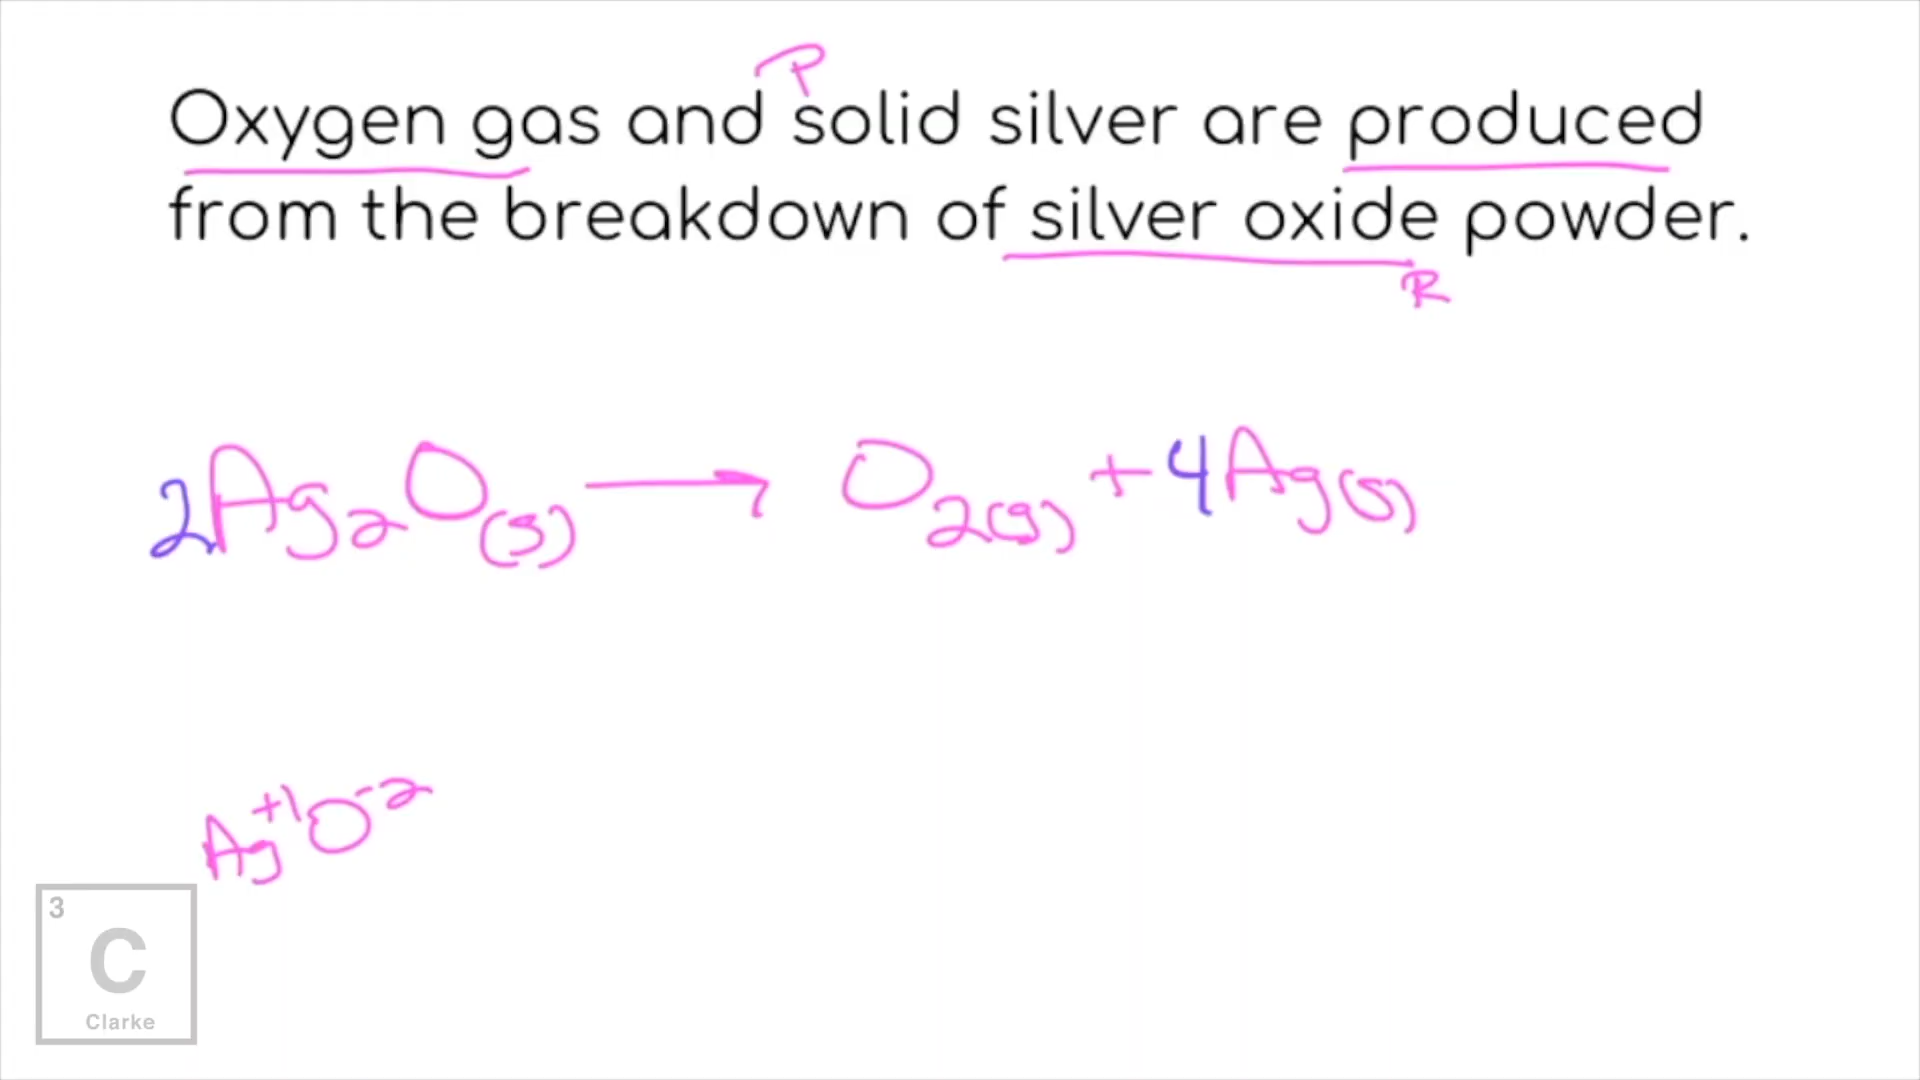 P
Oxygen gas and solid silver are produced
from the breakdown of silver oxide powder.
R
2Ag₂O(s) → O₂(g) + 4Ag(s)
Ag⁺¹O⁻²
3
C
Clarke